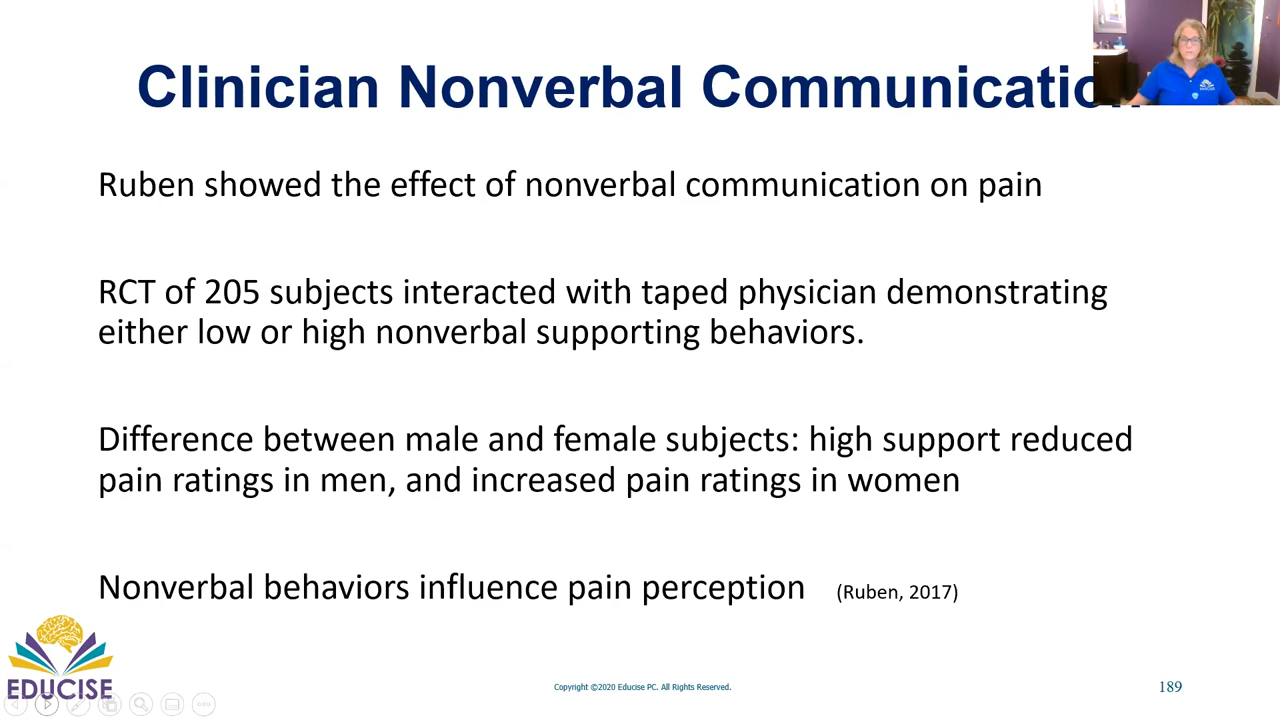 Clinician Nonverbal Communication
Ruben showed the effect of nonverbal communication on pain
RCT of 205 subjects interacted with taped physician demonstrating
either low or high nonverbal supporting behaviors.
Difference between male and female subjects: high support reduced
pain ratings in men, and increased pain ratings in women
Nonverbal behaviors influence pain perception (Ruben, 2017)
EDUCISE
Copyright ©2020 Educise PC. All Rights Reserved.
189